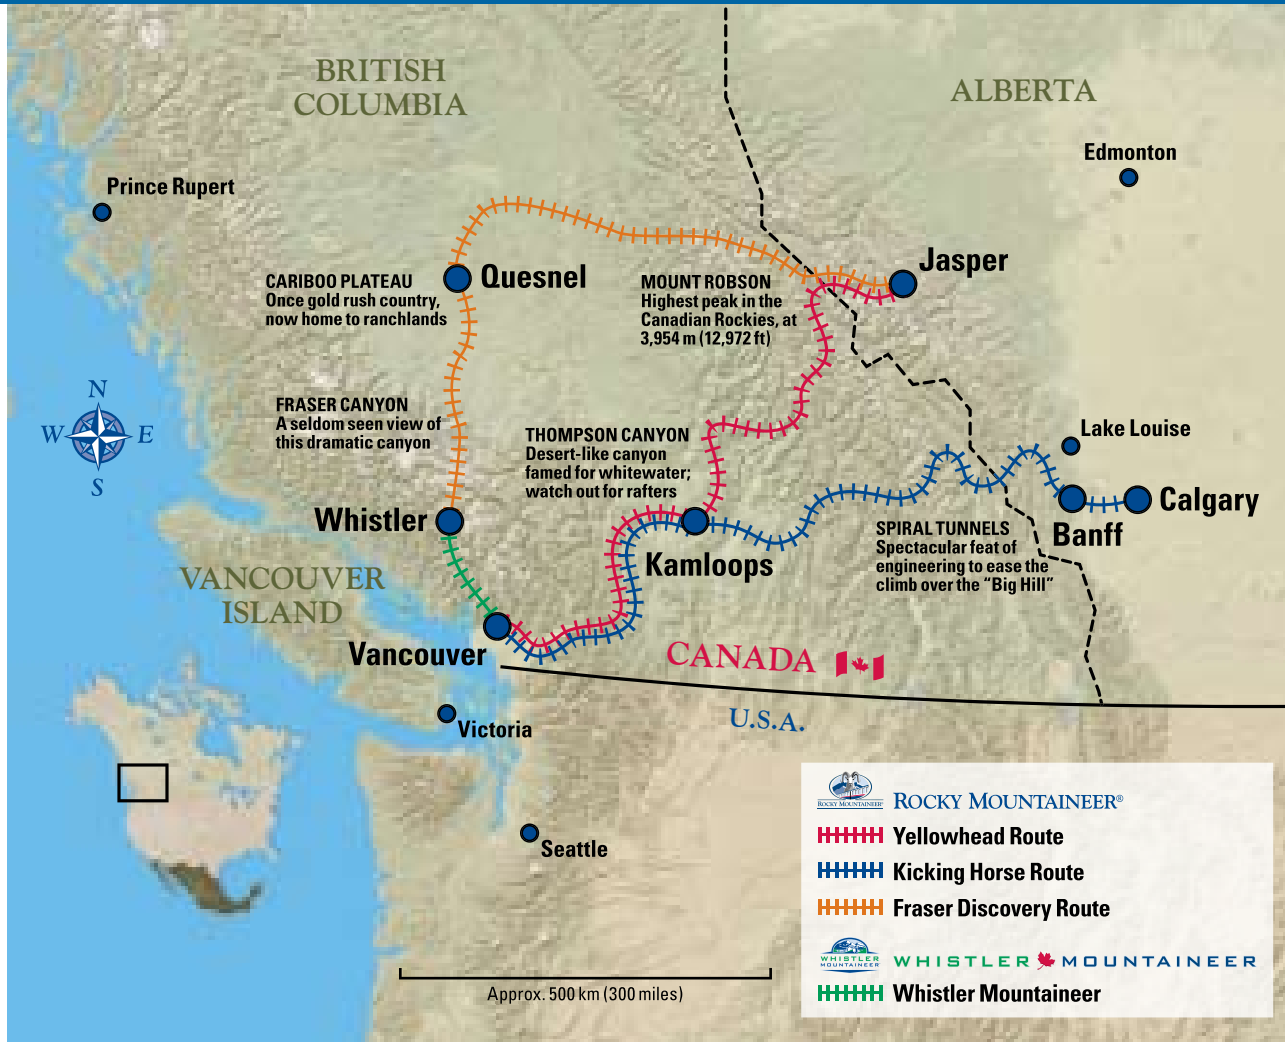 BRITISH
COLUMBIA
ALBERTA
Edmonton
Prince Rupert
Jasper
Quesnel
CARIBOO PLATEAU
Once gold rush country,
now home to ranchlands
MOUNT ROBSON
Highest peak in the
Canadian Rockies, at
3,954 m (12,972 ft)
N
W
E
S
FRASER CANYON
A seldom seen view of
this dramatic canyon
THOMPSON CANYON
Desert-like canyon
famed for whitewater;
watch out for rafters
Lake Louise
Calgary
Banff
Whistler
Kamloops
SPIRAL TUNNELS
Spectacular feat of
engineering to ease the
climb over the “Big Hill”
VANCOUVER
ISLAND
Vancouver
CANADA
U.S.A.
Victoria
Seattle
ROCKY MOUNTAINEER®
ROCKY MOUNTAINEER®
Yellowhead Route
Kicking Horse Route
Fraser Discovery Route
WHISTLER
MOUNTAINEER
WHISTLER MOUNTAINEER
Whistler Mountaineer
Approx. 500 km (300 miles)